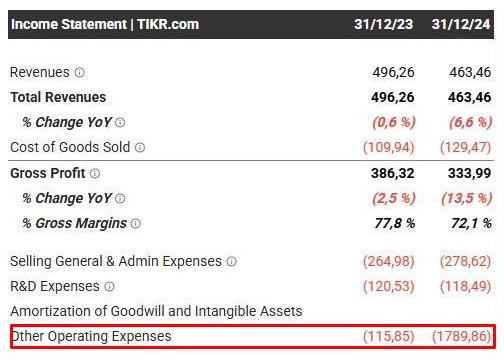 Income Statement | TIKR.com 31/12/23 31/12/24
Revenues 496,26 463,46
Total Revenues 496,26 463,46
% Change YoY (0,6 %) (6,6 %)
Cost of Goods Sold (109,94) (129,47)
Gross Profit 386,32 333,99
% Change YoY (2,5 %) (13,5 %)
% Gross Margins 77,8 % 72,1 %
Selling General & Admin Expenses (264,98) (278,62)
R&D Expenses (120,53) (118,49)
Amortization of Goodwill and Intangible Assets
Other Operating Expenses (115,85) (1789,86)